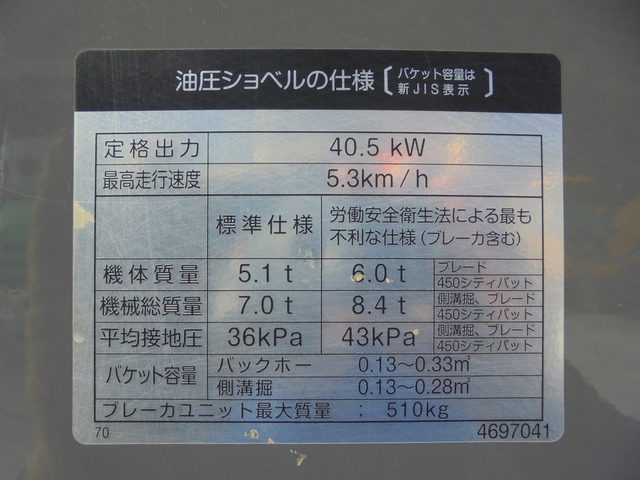 油圧ショベルの仕様〔バケット容量は
新JIS表示〕
定格出力 40.5 kW
最高走行速度 5.3km/h
標準仕様 労働安全衛生法による最も
不利な仕様(ブレーカ含む)
機体質量 5.1 t 6.0 t ブレード
450シティパット
機械総質量 7.0 t 8.4 t 側溝掘、ブレード
450シティパット
平均接地圧 36kPa 43kPa 側溝掘、ブレード
450シティパット
バケット容量 バックホー 0.13〜0.33㎥
側溝掘 0.13〜0.28㎥
ブレーカユニット最大質量 ; 510kg
70 4697041